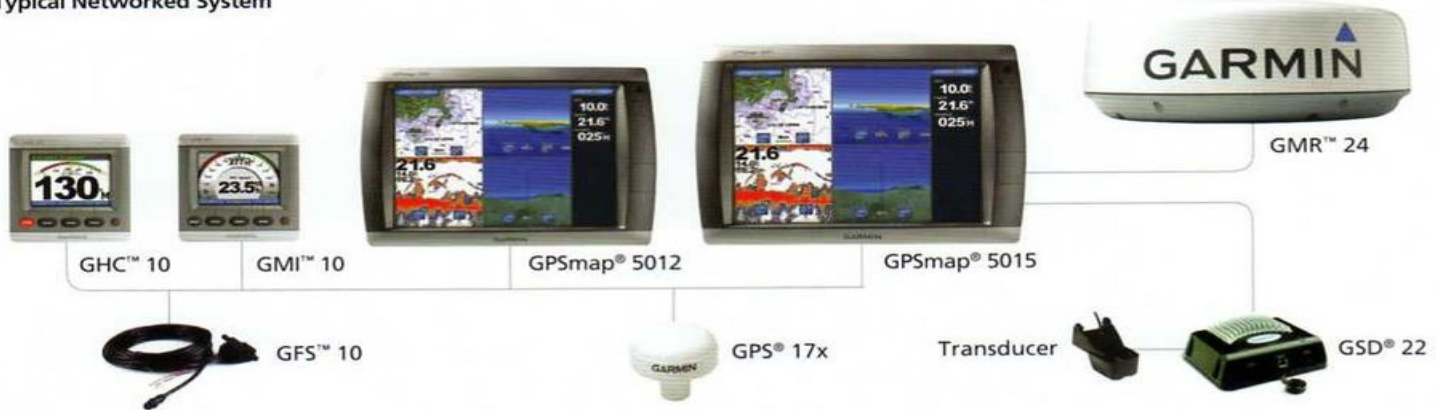 Typical Networked System
GARMIN
GMR™ 24
10.0
21.6
025
21.6
10.0
21.6
025
21.6
130
23.5
GARMIN
GARMIN
GHC™ 10
GMI™ 10
GPSmap® 5012
GPSmap® 5015
GFS™ 10
GARMIN
GPS® 17x
Transducer
GSD® 22